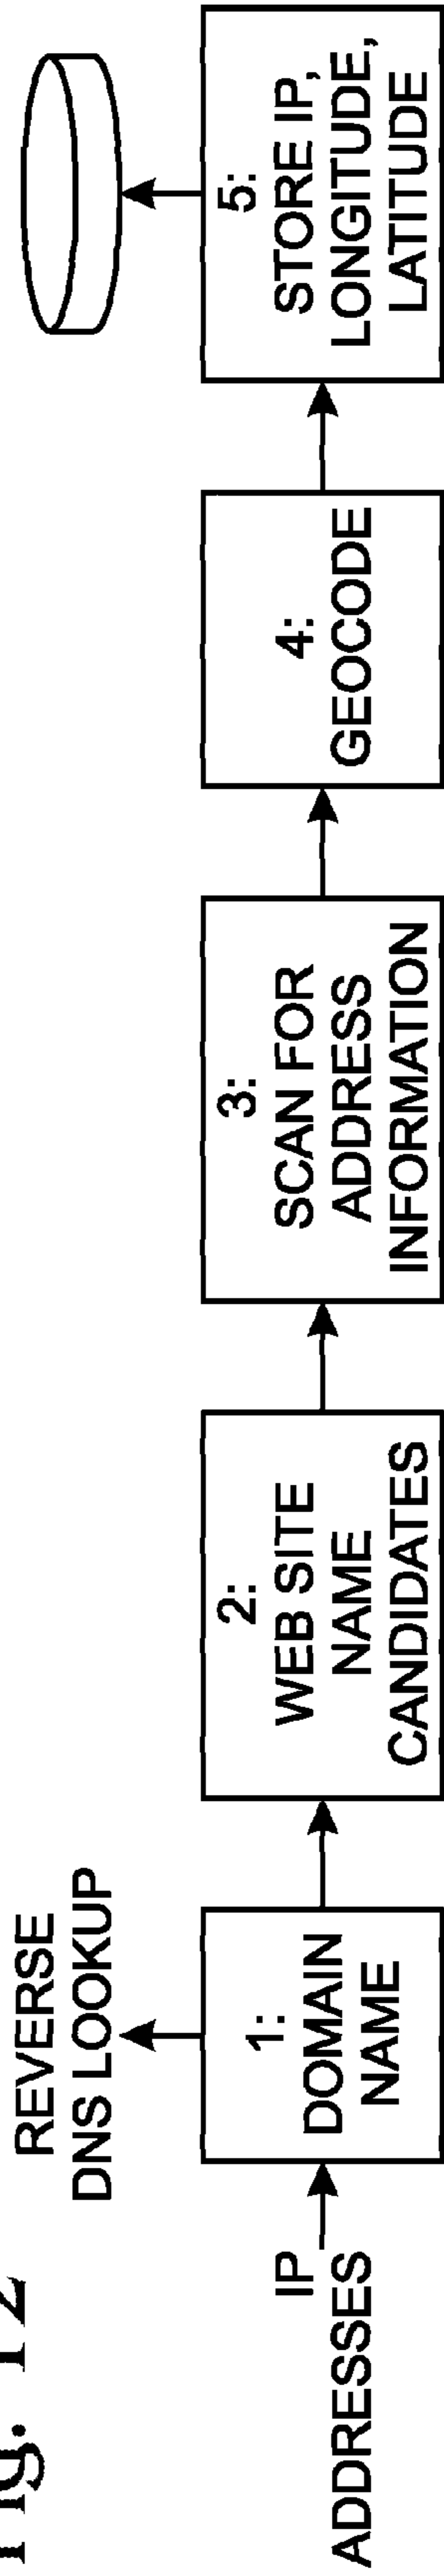 Fig. 12
REVERSE
DNS LOOKUP
IP
ADDRESSES
1:
DOMAIN
NAME
2:
WEB SITE
NAME
CANDIDATES
3:
SCAN FOR
ADDRESS
INFORMATION
4:
GEOCODE
5:
STORE IP,
LONGITUDE,
LATITUDE